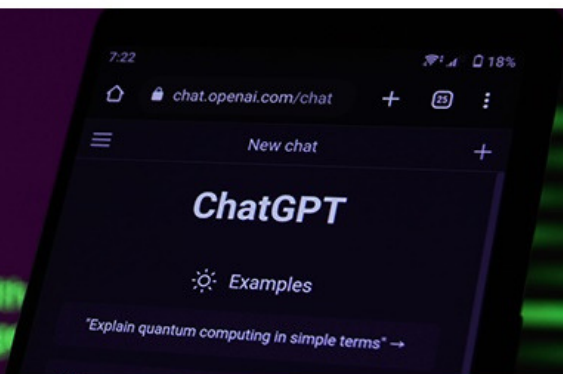 7:22 18%
chat.openai.com/chat 25
New chat
ChatGPT
Examples
"Explain quantum computing in simple terms" →